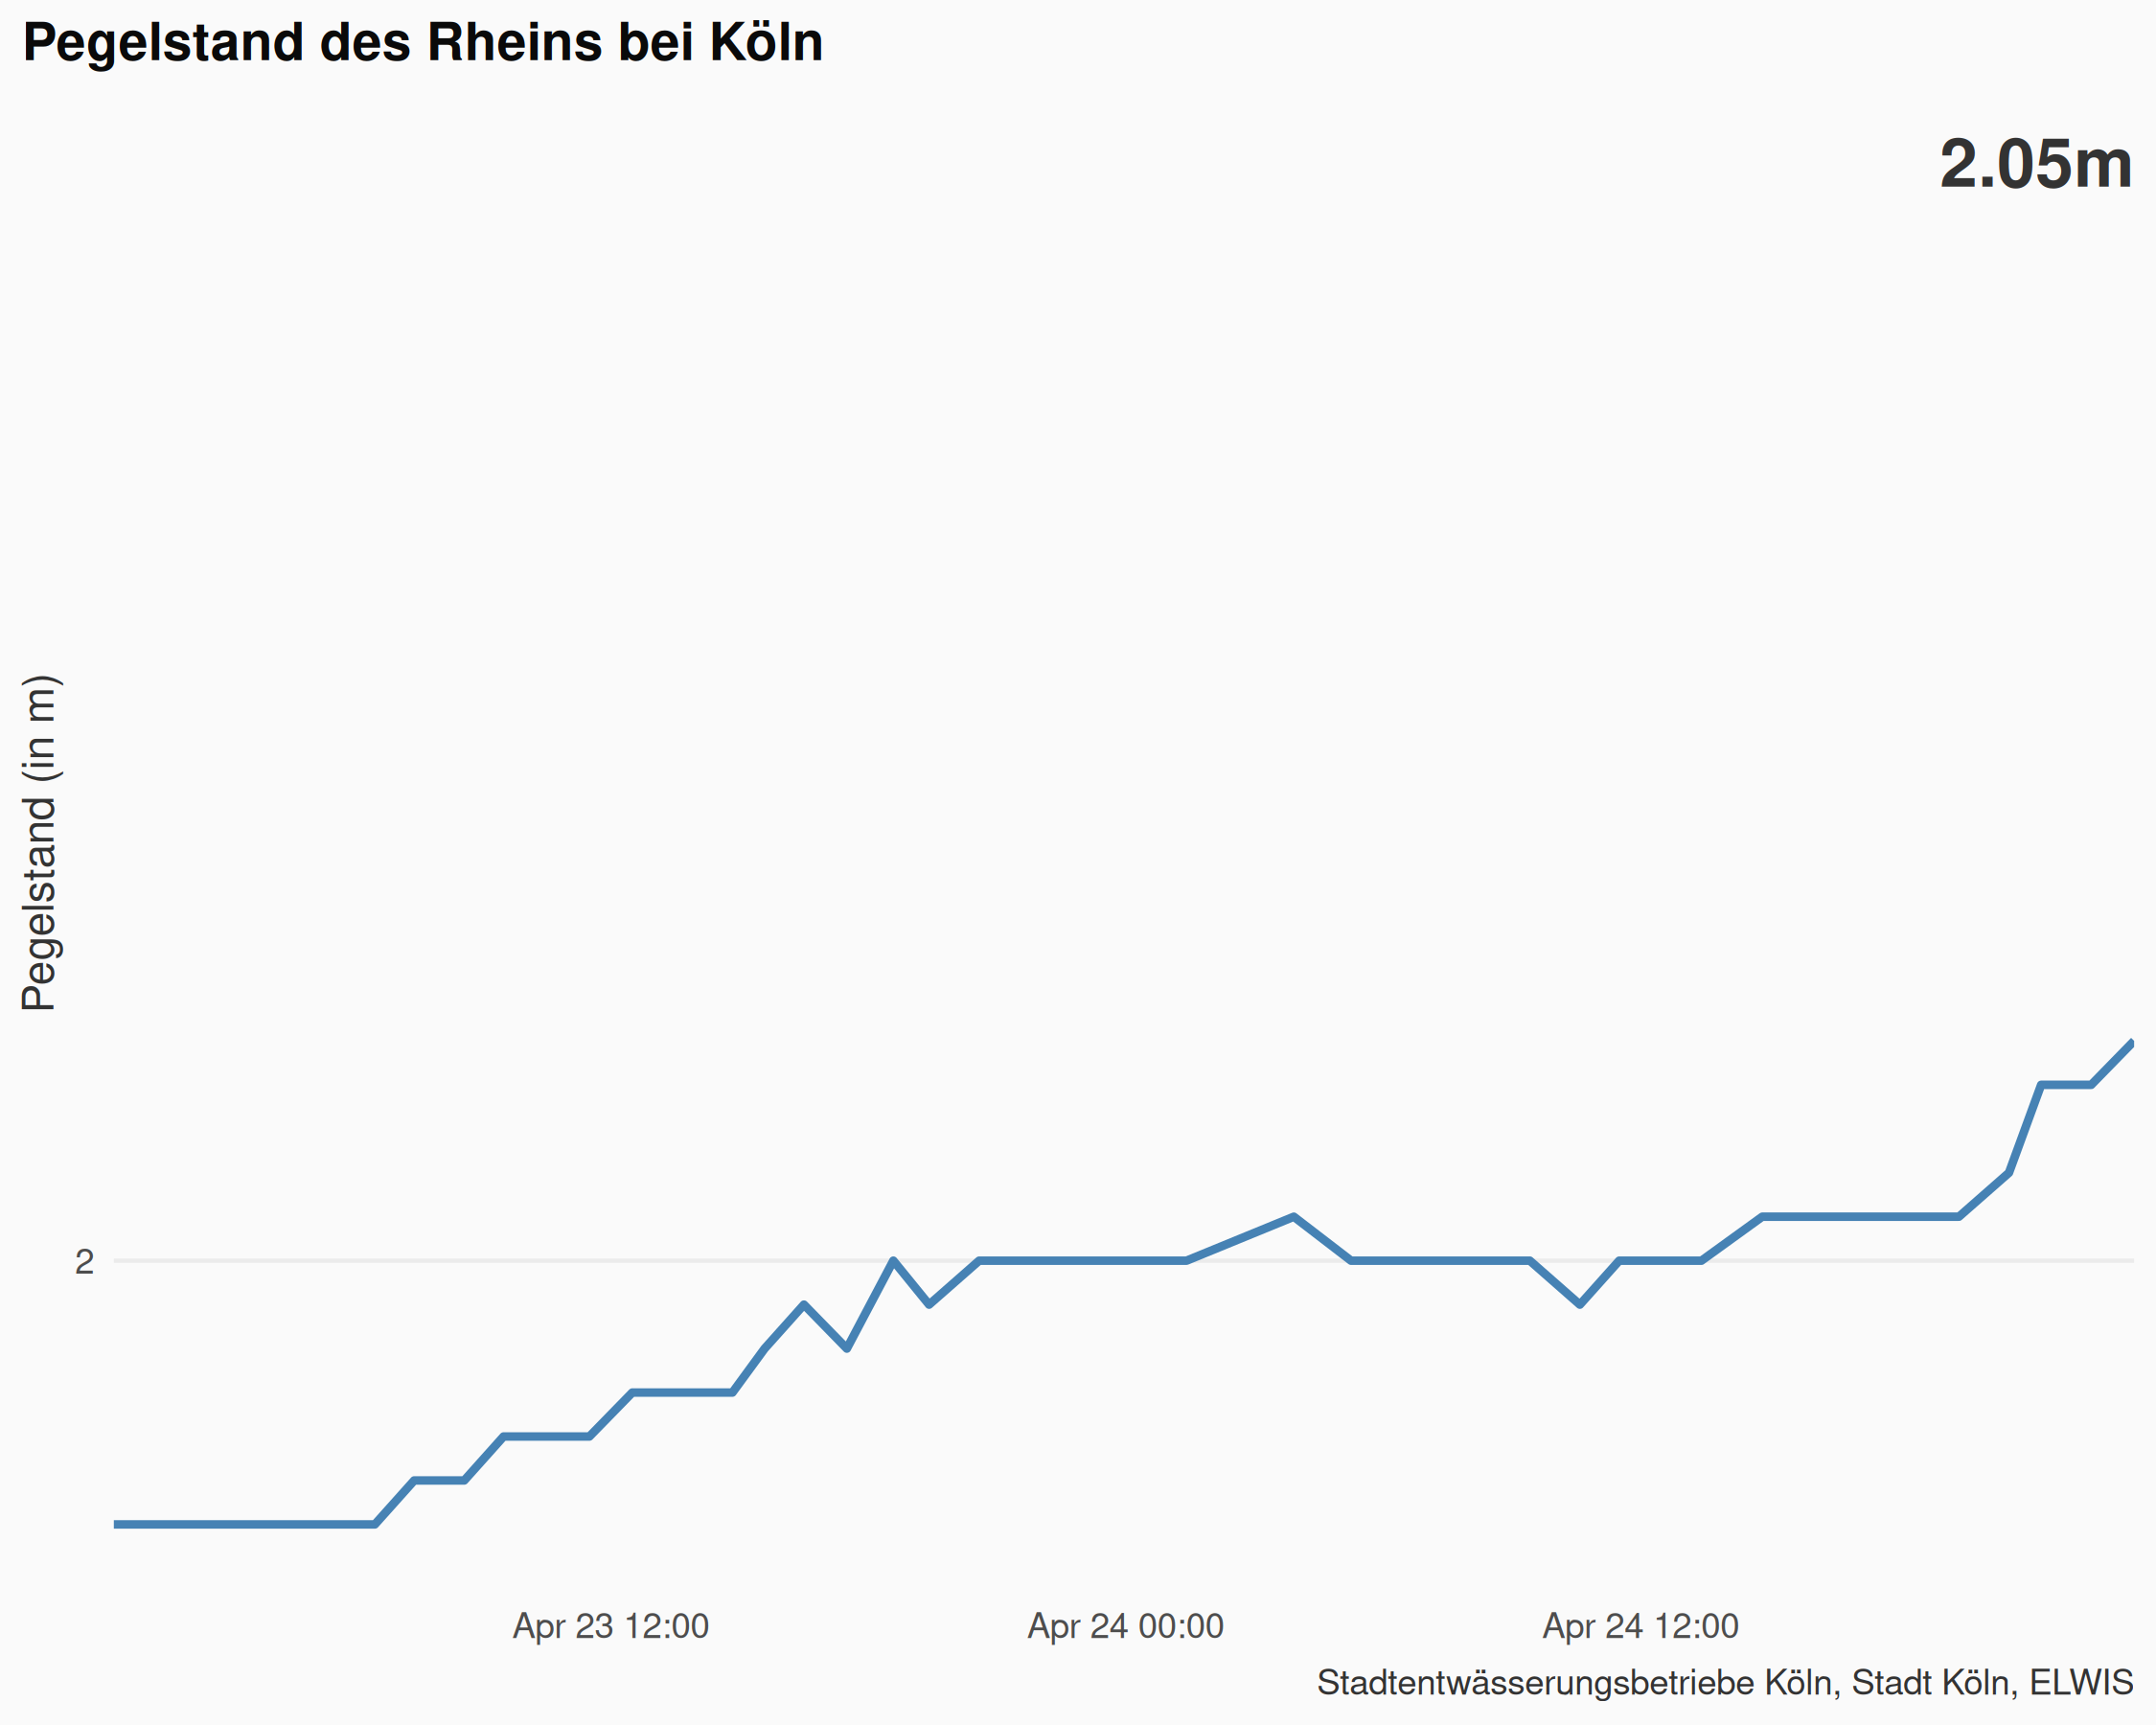 Pegelstand des Rheins bei Köln
2.05m
Pegelstand (in m)
2
Apr 23 12:00
Apr 24 00:00
Apr 24 12:00
Stadtentwässerungsbetriebe Köln, Stadt Köln, ELWIS